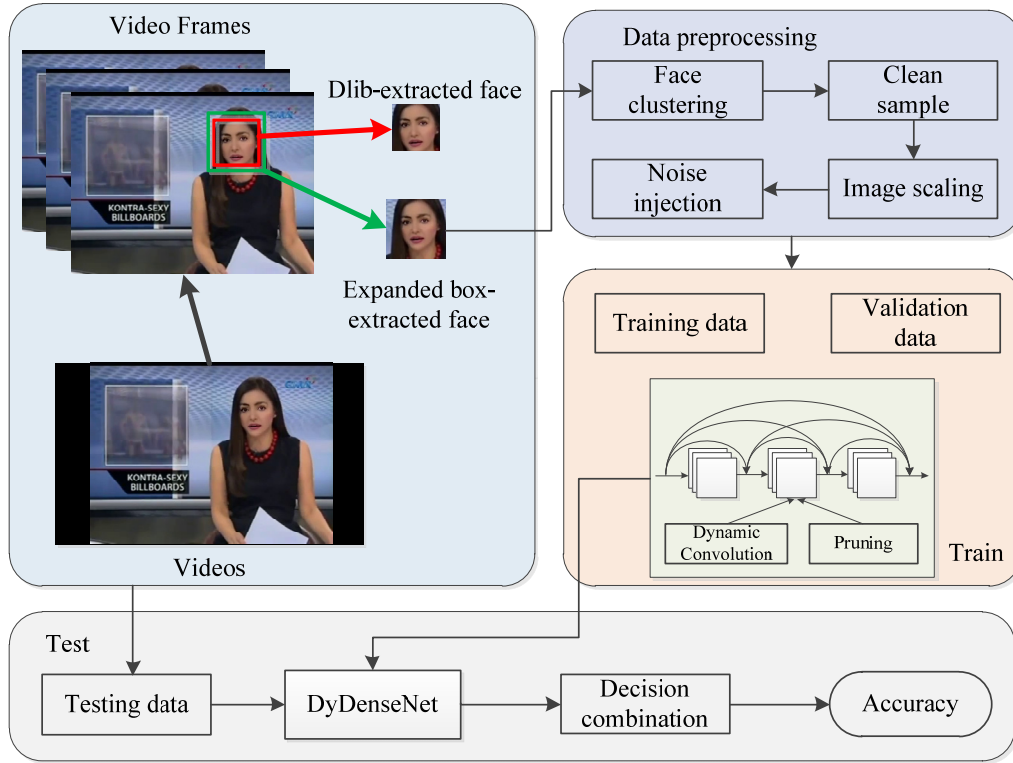 Video Frames
Dlib-extracted face
KONTRA-SEXY
BILLBOARDS
Expanded box-
extracted face
KONTRA-SEXY
BILLBOARDS
Videos
Data preprocessing
Face
clustering
Clean
sample
Noise
injection
Image scaling
Training data
Validation
data
Dynamic
Convolution
Pruning
Train
Test
Testing data
DyDenseNet
Decision
combination
Accuracy